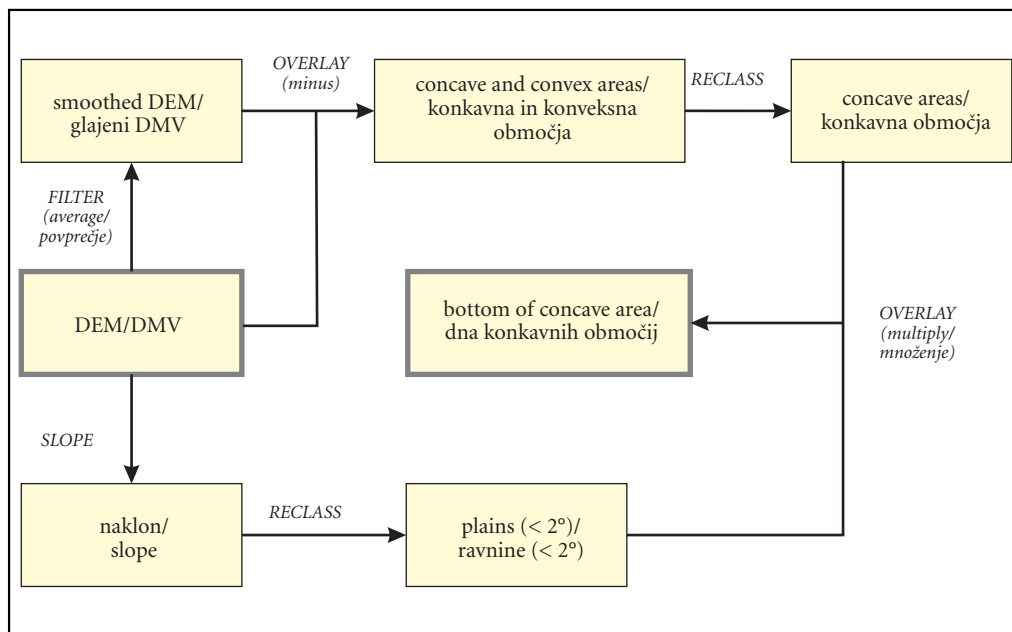 smoothed DEM/
glajeni DMV
OVERLAY
(minus)
concave and convex areas/
konkavna in konveksna
območja
RECLASS
concave areas/
konkavna območja
FILTER
(average/
povprečje)
DEM/DMV
bottom of concave area/
dna konkavnih območij
OVERLAY
(multiply/
množenje)
SLOPE
naklon/
slope
RECLASS
plains (< 2°)/
ravnine (< 2°)